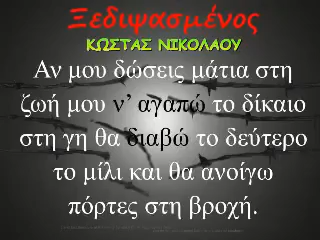 Ξεδιψασμένος
ΚΩΣΤΑΣ ΝΙΚΟΛΑΟΥ
Αν μου δώσεις μάτια στη
ζωή μου ν’ αγαπώ το δίκαιο
στη γη θα διαβώ το δεύτερο
το μίλι και θα ανοίγω
πόρτες στη βροχή.